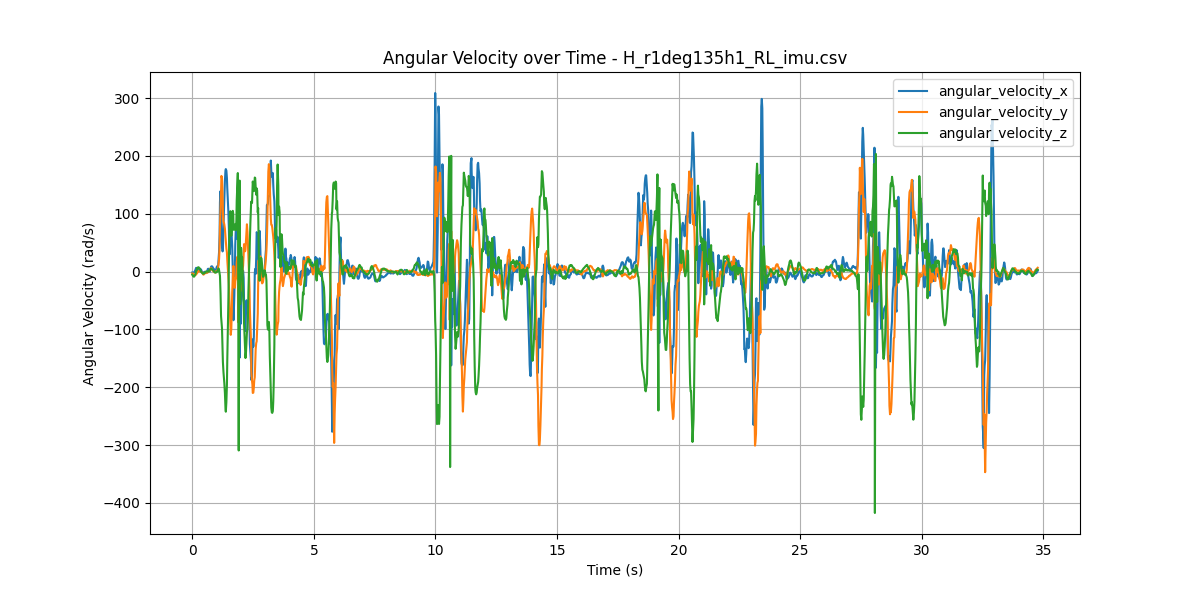 Angular Velocity over Time - H_r1deg135h1_RL_imu.csv
angular_velocity_x
angular_velocity_y
angular_velocity_z
Angular Velocity (rad/s)
300
200
100
0
−100
−200
−300
−400
0 5 10 15 20 25 30 35
Time (s)